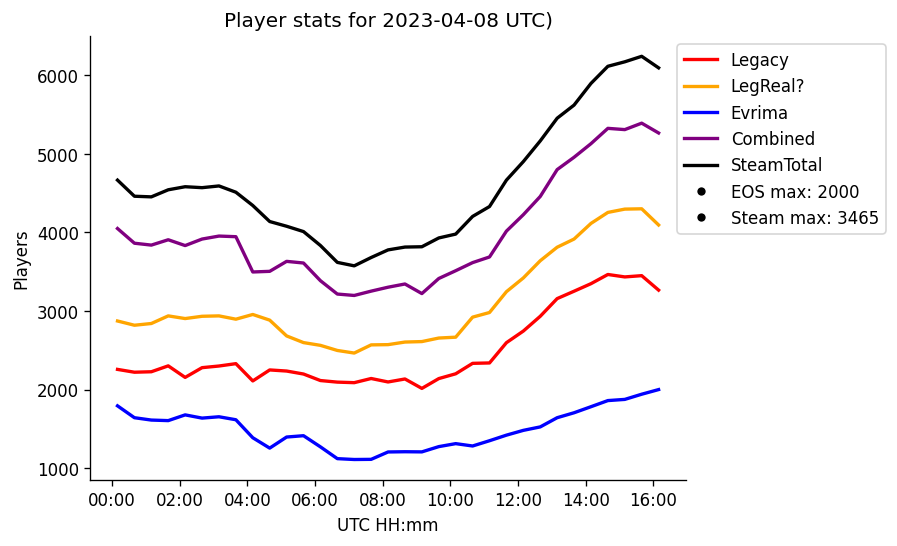 Player stats for 2023-04-08 UTC)
Legacy
LegReal?
Evrima
Combined
SteamTotal
EOS max: 2000
Steam max: 3465
Players
6000
5000
4000
3000
2000
1000
00:00 02:00 04:00 06:00 08:00 10:00 12:00 14:00 16:00
UTC HH:mm